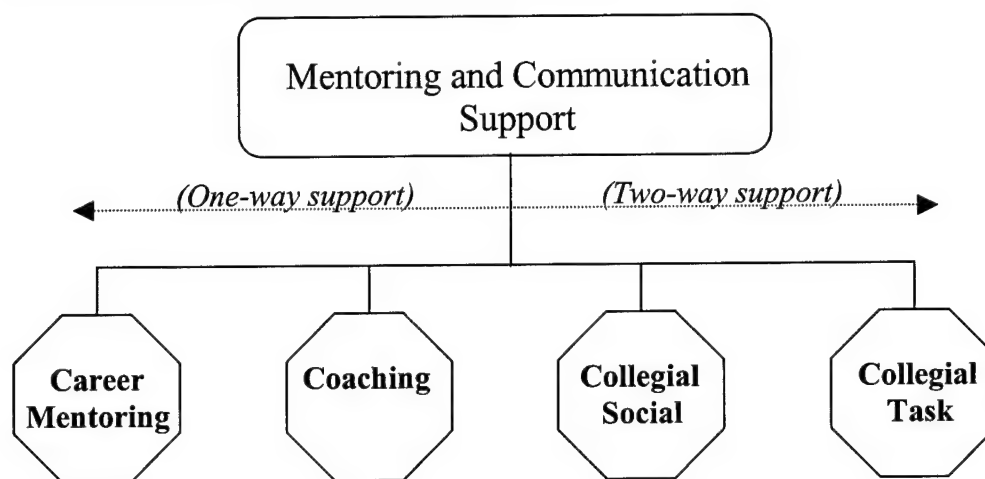 Mentoring and Communication
Support
(One-way support)
(Two-way support)
Career
Mentoring
Coaching
Collegial
Social
Collegial
Task